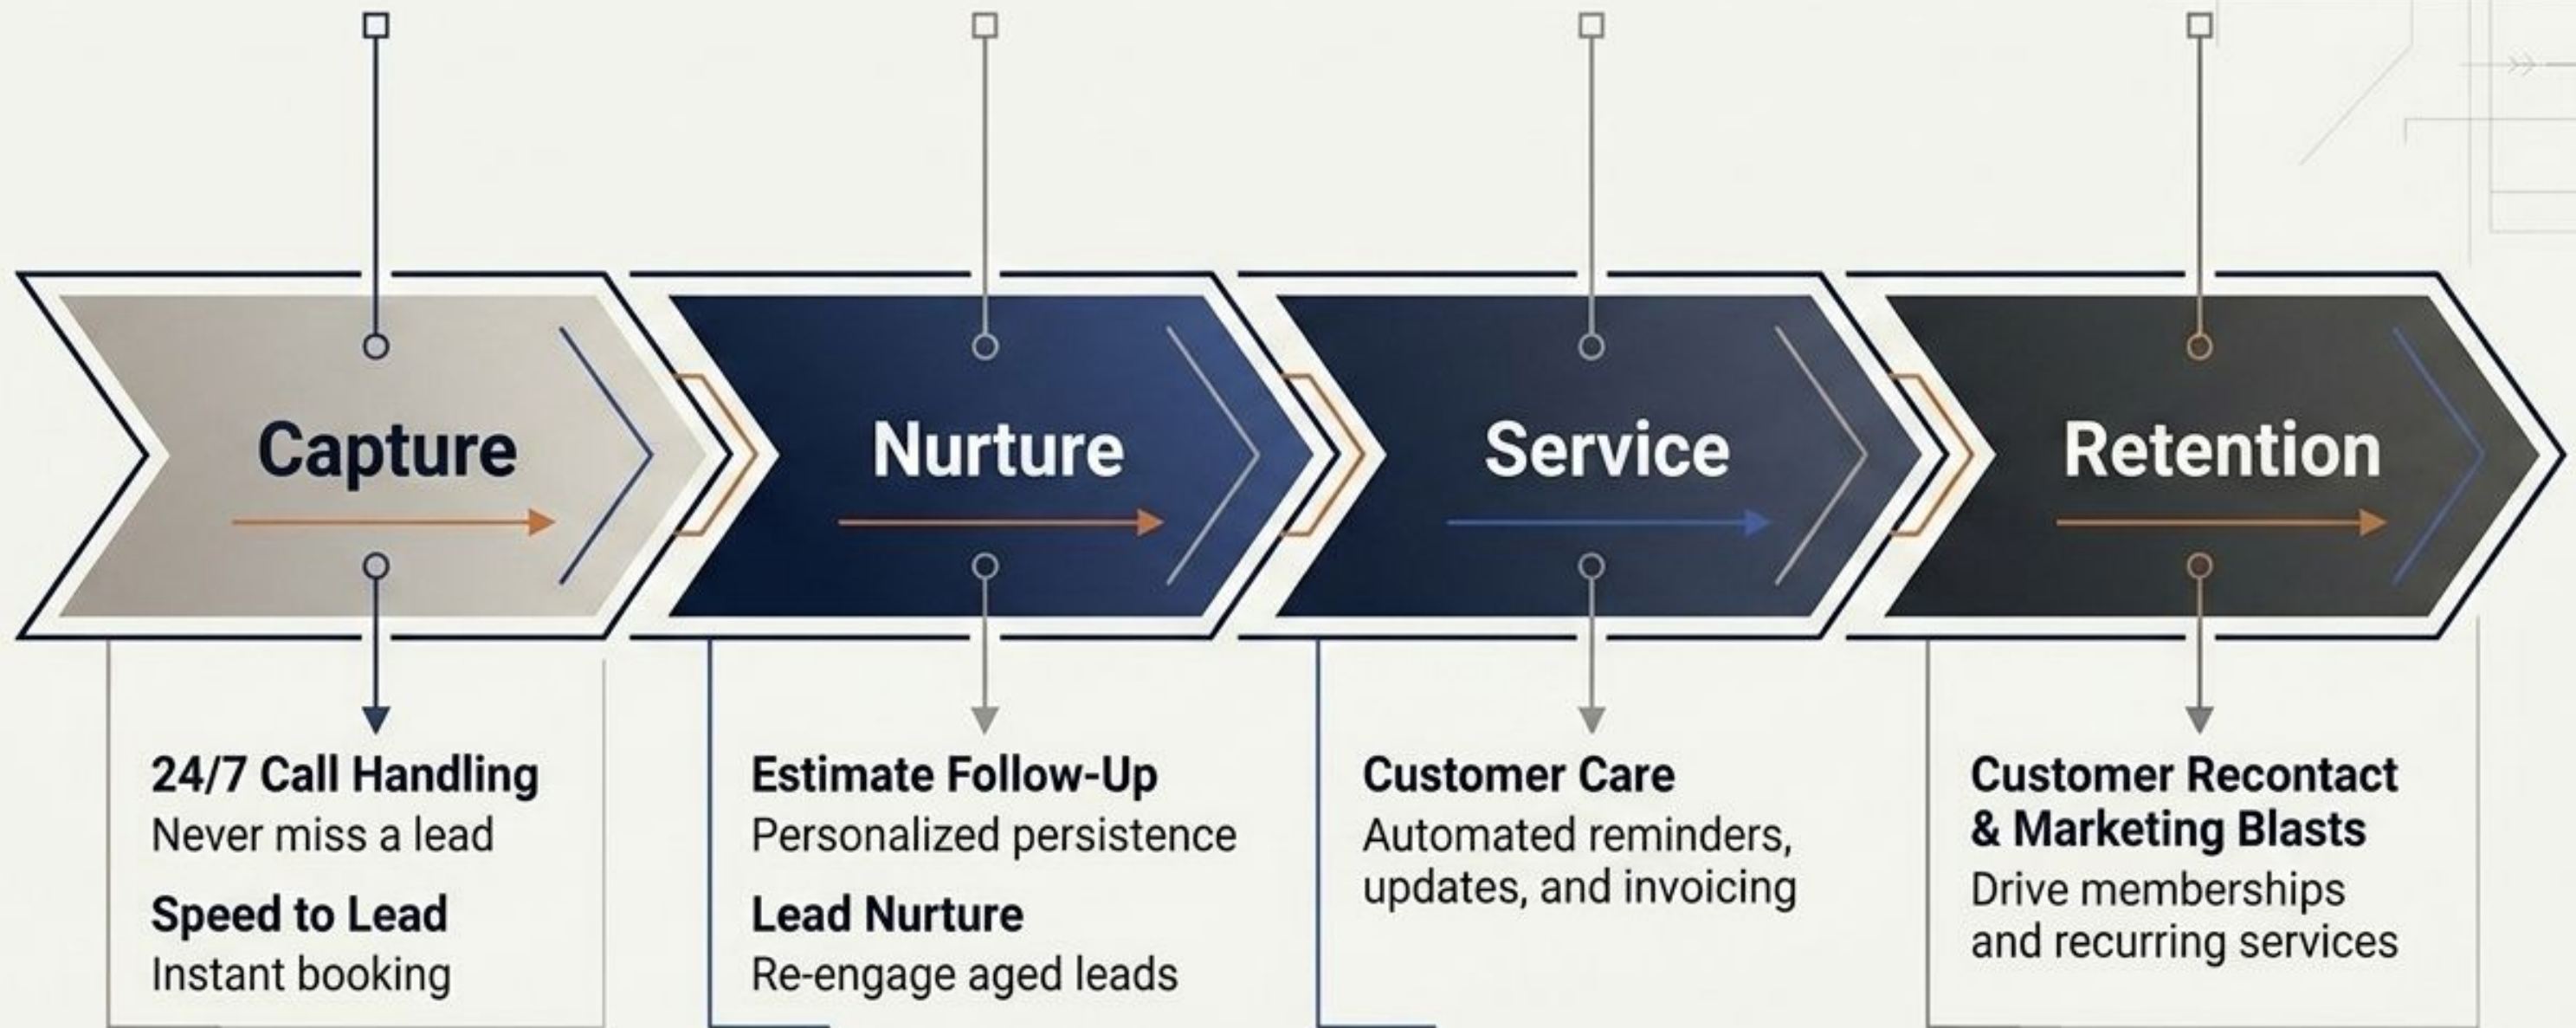 Capture
Nurture
Service
Retention
24/7 Call Handling
Never miss a lead
Speed to Lead
Instant booking
Estimate Follow-Up
Personalized persistence
Lead Nurture
Re-engage aged leads
Customer Care
Automated reminders,
updates, and invoicing
Customer Recontact
& Marketing Blasts
Drive memberships
and recurring services